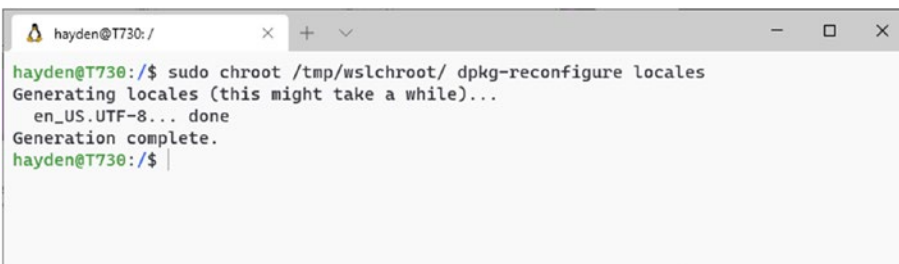 hayden@T730: /
hayden@T730:/$ sudo chroot /tmp/wslchroot/ dpkg-reconfigure locales
Generating locales (this might take a while)...
  en_US.UTF-8... done
Generation complete.
hayden@T730:/$